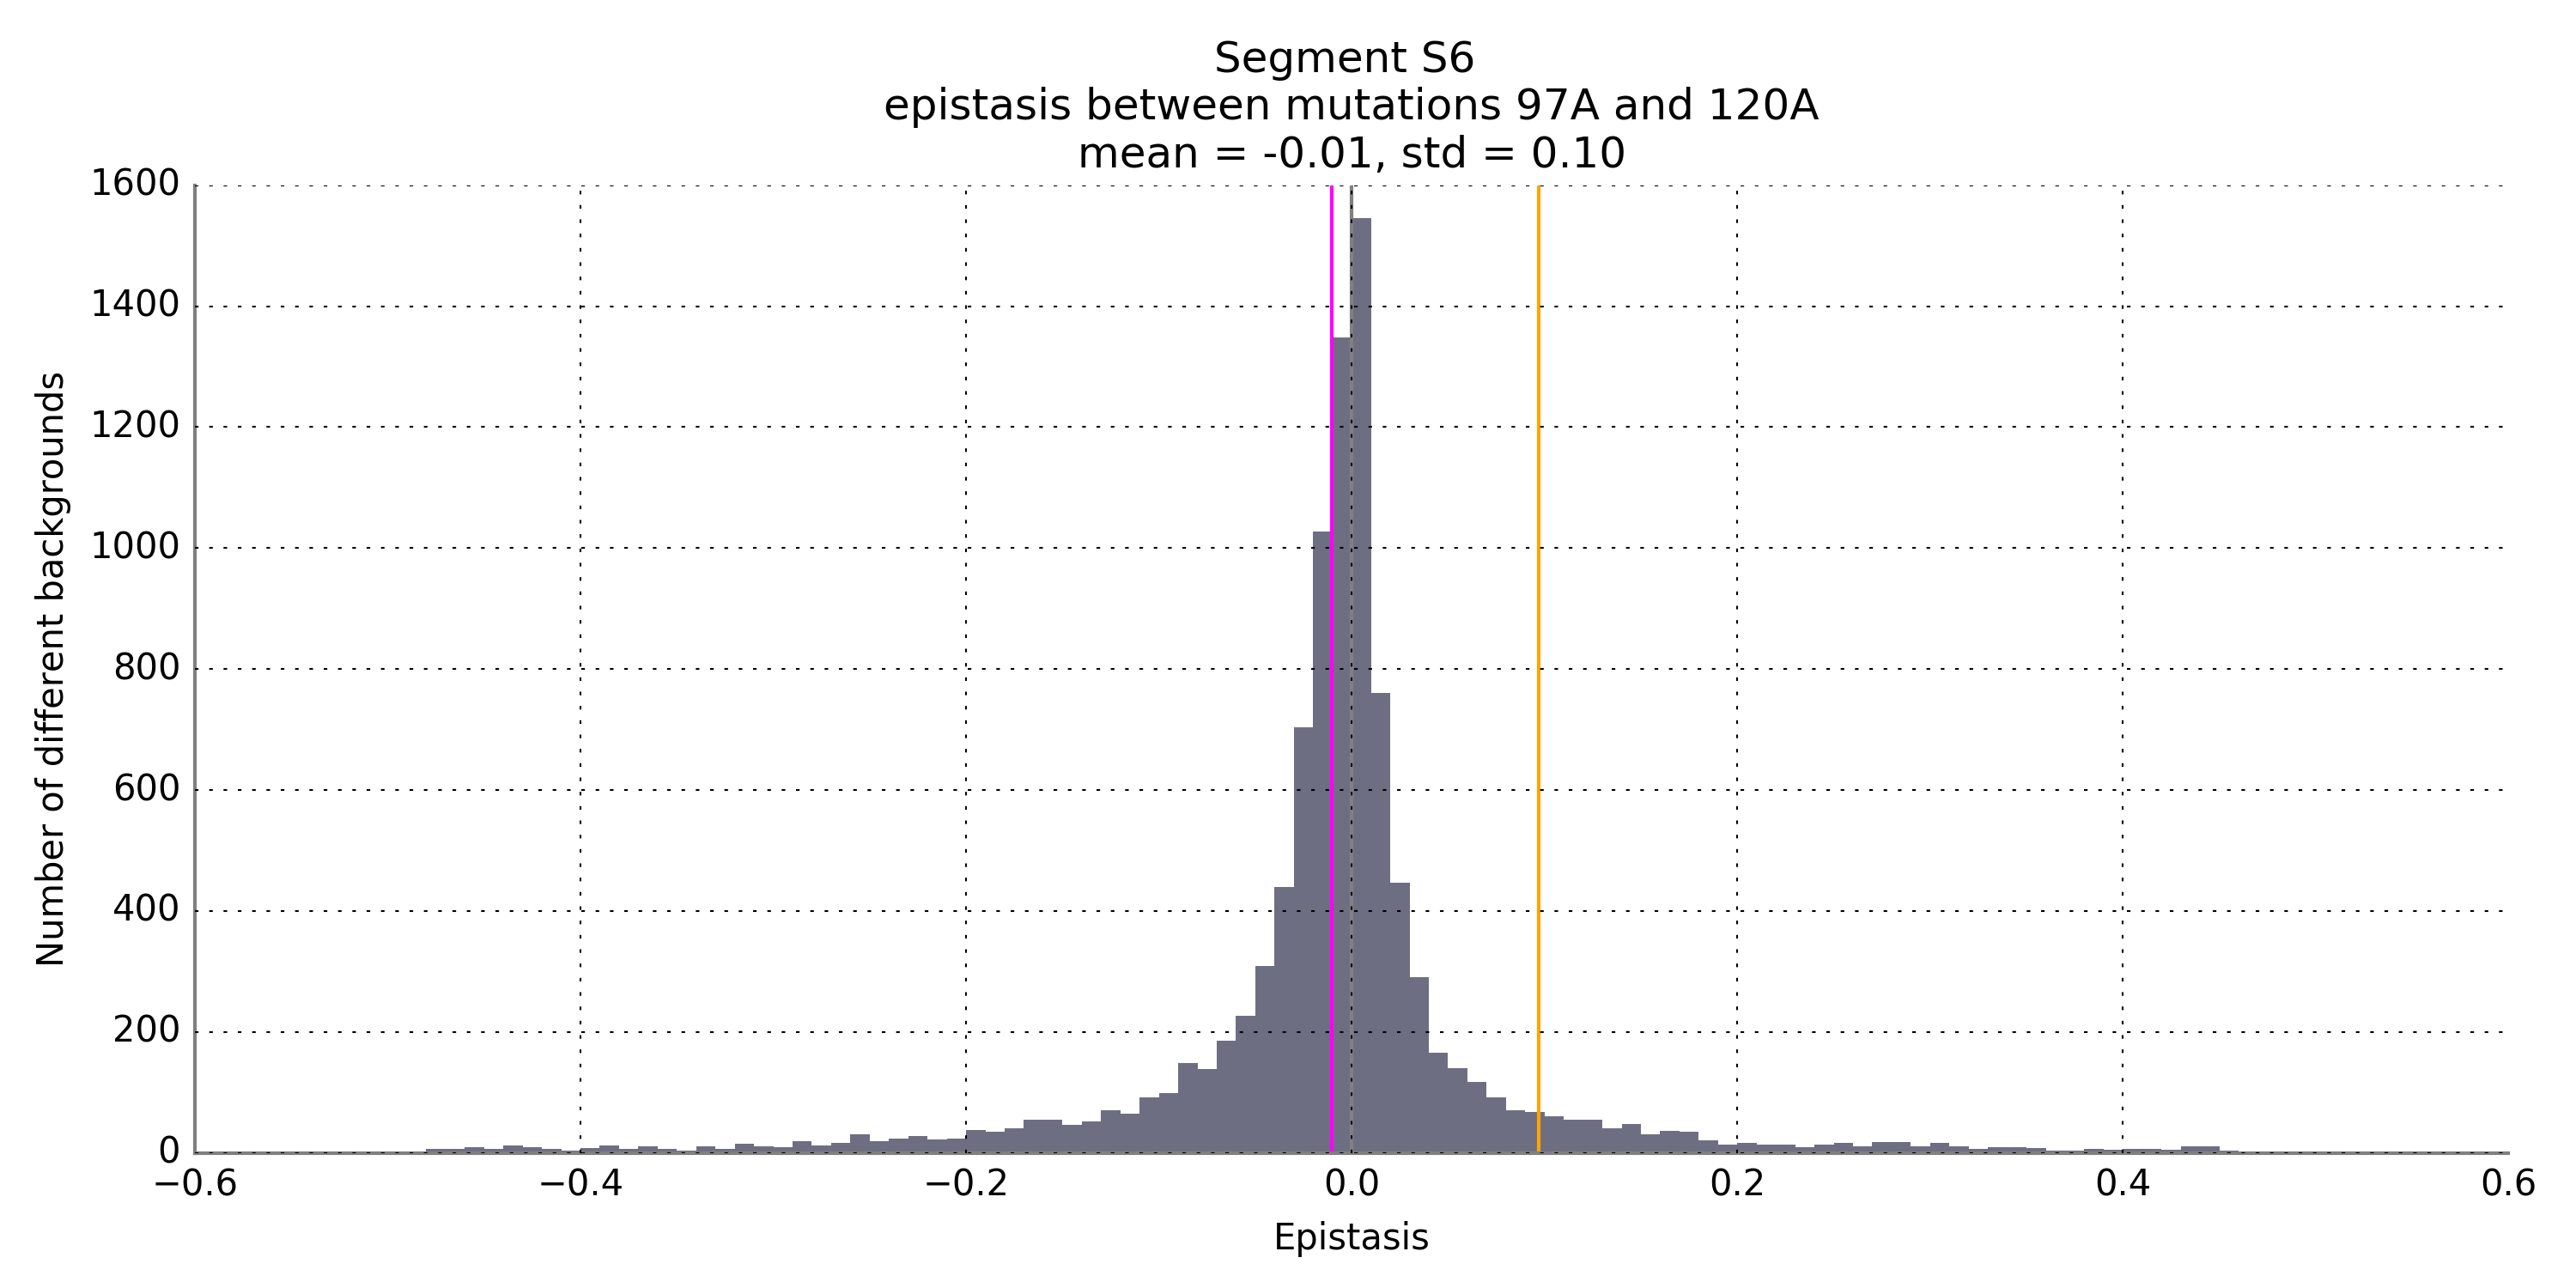 Segment S6
epistasis between mutations 97A and 120A
mean = -0.01, std = 0.10
1600
1400
1200
1000
800
600
400
200
0
Number of different backgrounds
−0.6 −0.4 −0.2 0.0 0.2 0.4 0.6
Epistasis